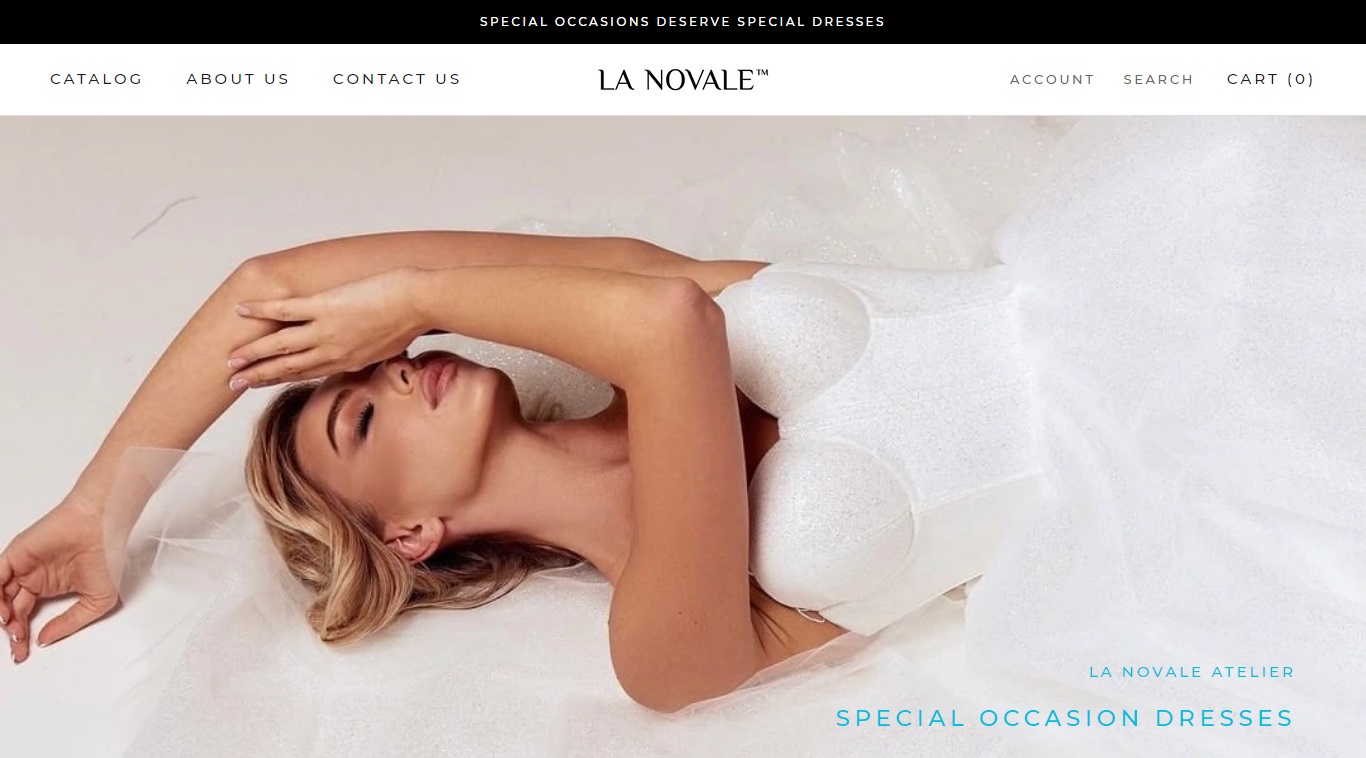 SPECIAL OCCASIONS DESERVE SPECIAL DRESSES
CATALOG ABOUT US CONTACT US LA NOVALE™ ACCOUNT SEARCH CART (0)
LA NOVALE ATELIER
SPECIAL OCCASION DRESSES